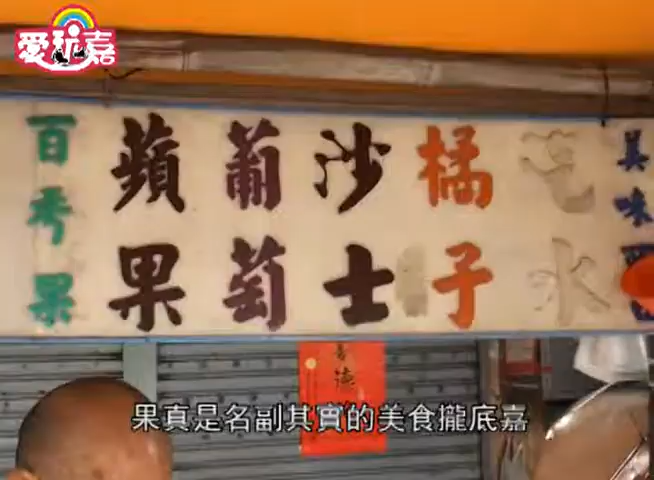 愛玩嘉
百香果
蘋果
葡萄
沙士
橘子
水
美味
果真是名副其實的美食攏底嘉